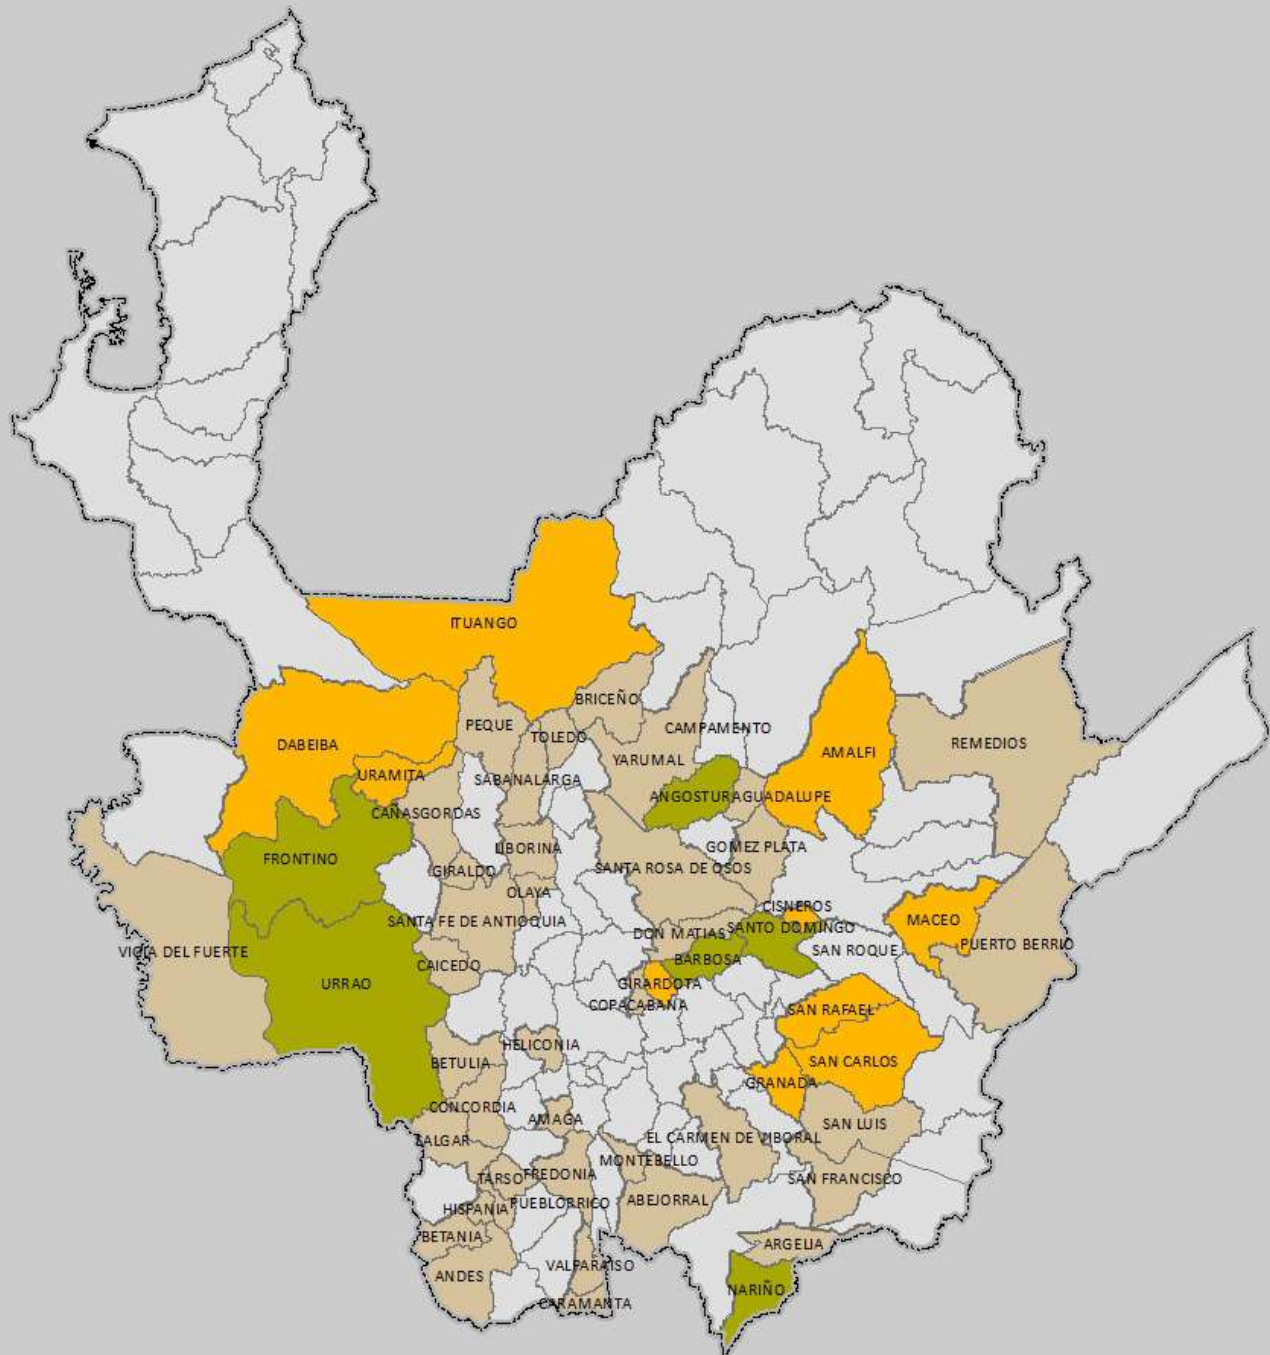 ITUANGO
BRICEÑO
PEQUE
CAMPAMENTO
TOLEDO
DABEIBA
REMEDIOS
AMALFI
YARUMAL
URAMITA
SABANALARGA
ANGOSTURA
GUADALUPE
CAÑASGORDAS
GOMEZ PLATA
LIBORINA
FRONTINO
SANTA ROSA DE OSOS
GIRALDO
OLAYA
CISNEROS
SANTA FE DE ANTIOQUIA
MACEO
SANTO DOMINGO
DON MATIAS
PUERTO BERRIO
SAN ROQUE
VIGIA DEL FUERTE
BARBOSA
CAICEDO
URRAO
GIRARDOTA
COPACABANA
SAN RAFAEL
HELICONIA
SAN CARLOS
BETULIA
GRANADA
CONCORDIA
AMAGA
SAN LUIS
EL CARMEN DE VIBORAL
SALGAR
MONTEBELLO
FREDONIA
TARSO
SAN FRANCISCO
ABEJORRAL
PUEBLORRICO
HISPANIA
BETANIA
ARGELIA
VALPARAISO
ANDES
NARIÑO
CARAMANTA